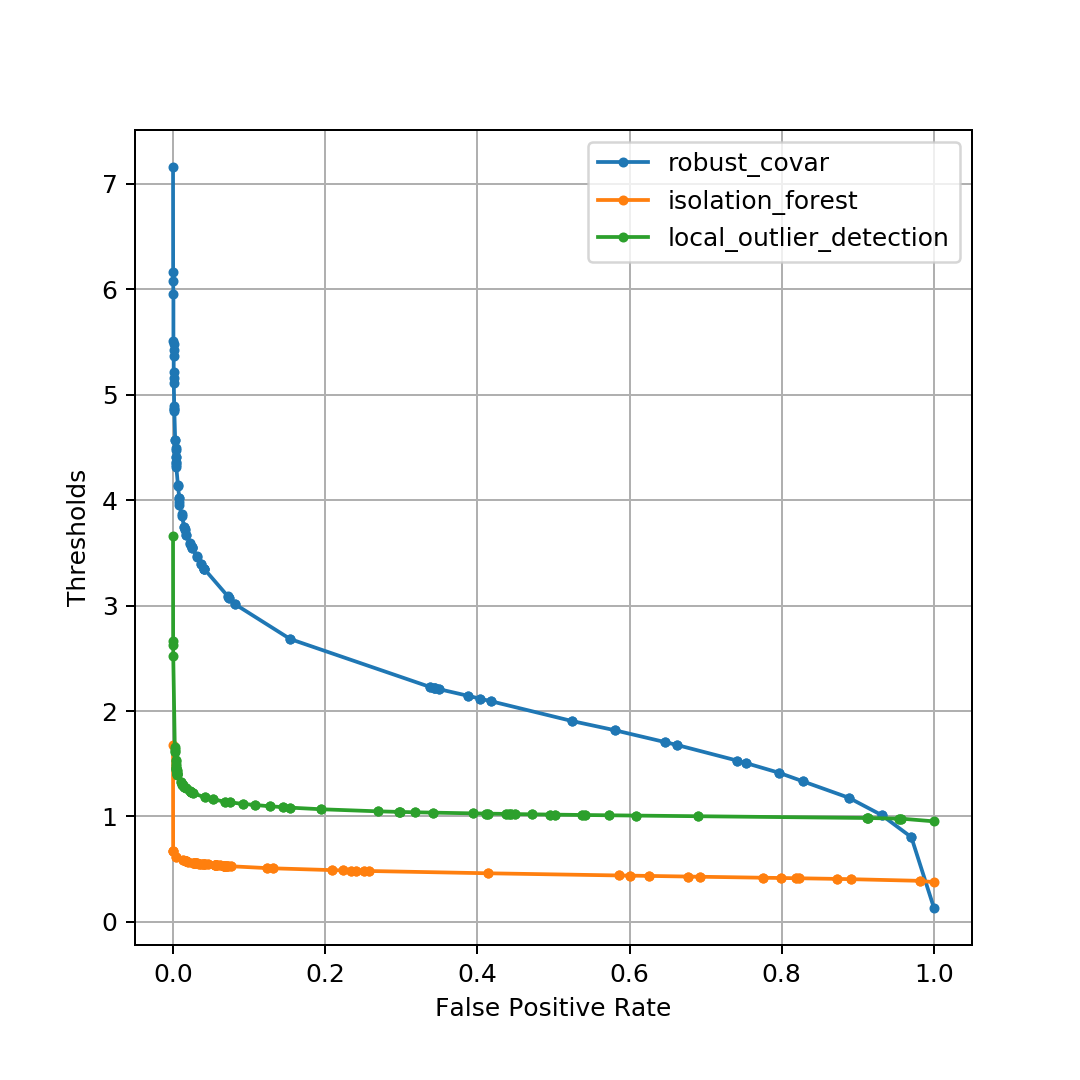 robust_covar
isolation_forest
local_outlier_detection
7
6
5
4
3
2
1
0
Thresholds
0.0 0.2 0.4 0.6 0.8 1.0
False Positive Rate